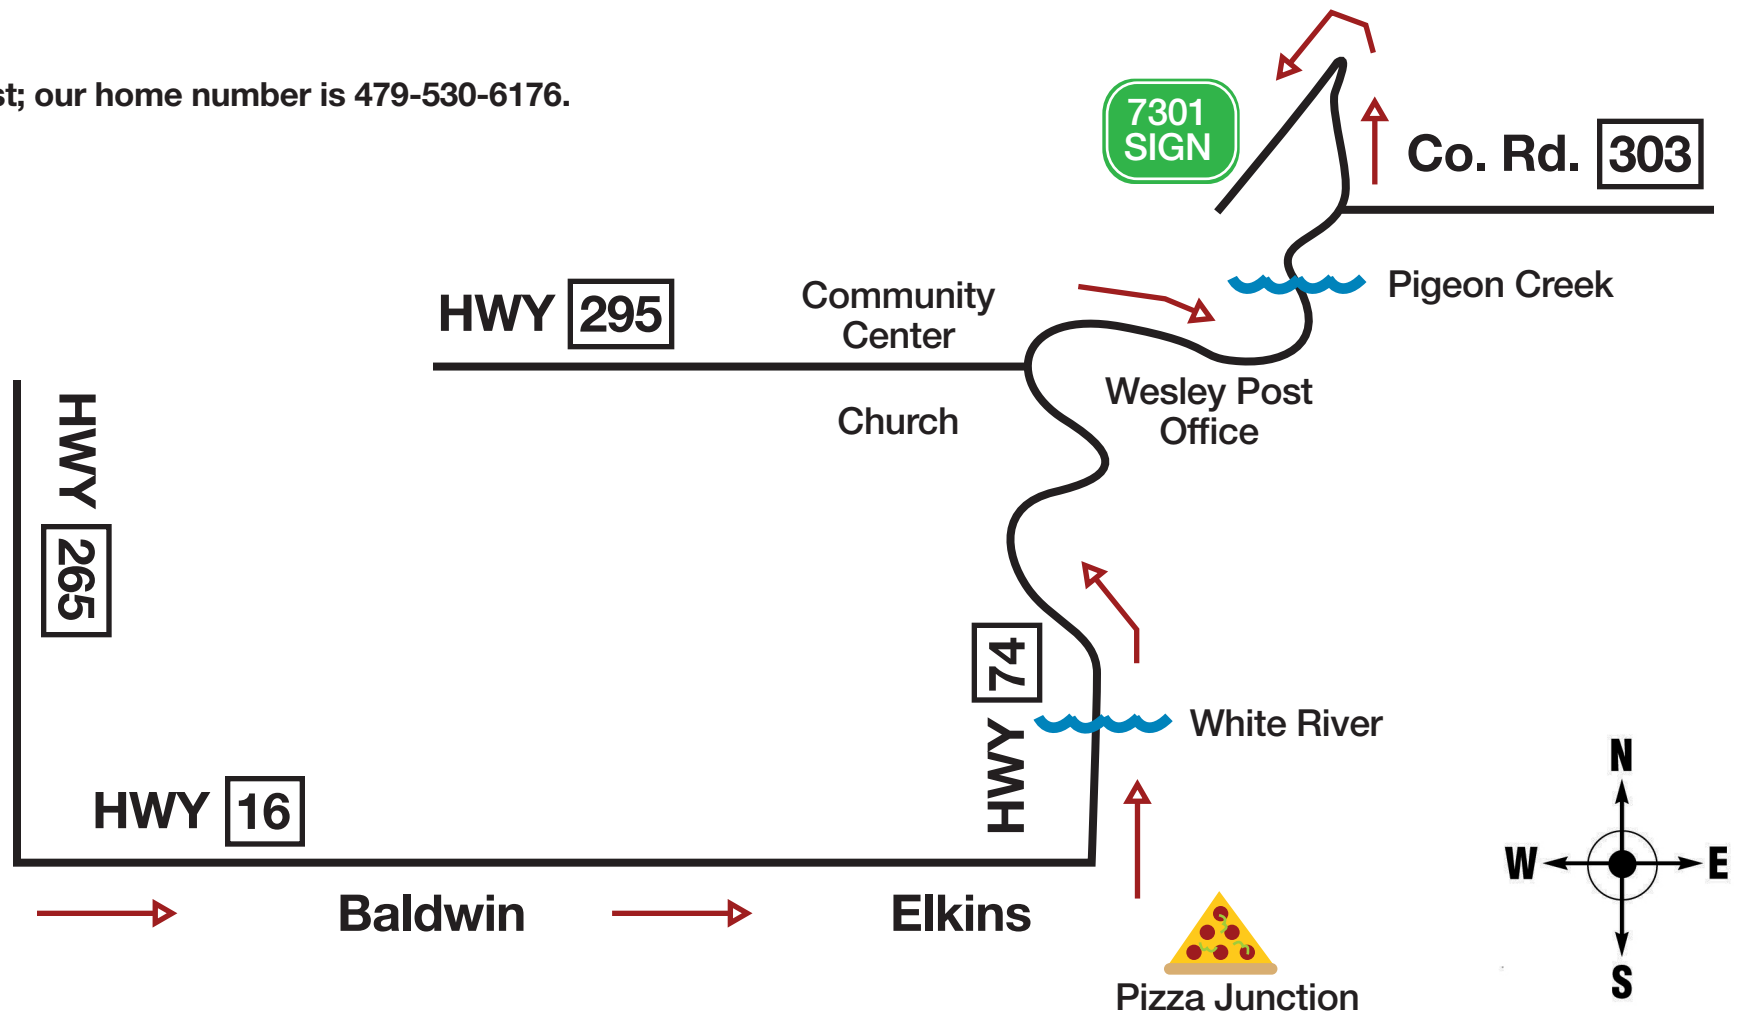 st; our home number is 479-530-6176.
7301
SIGN
Co. Rd. 303
Pigeon Creek
HWY 295
Community
Center
Church
Wesley Post
Office
HWY 265
HWY 74
White River
HWY 16
Baldwin
Elkins
Pizza Junction
N
W
E
S